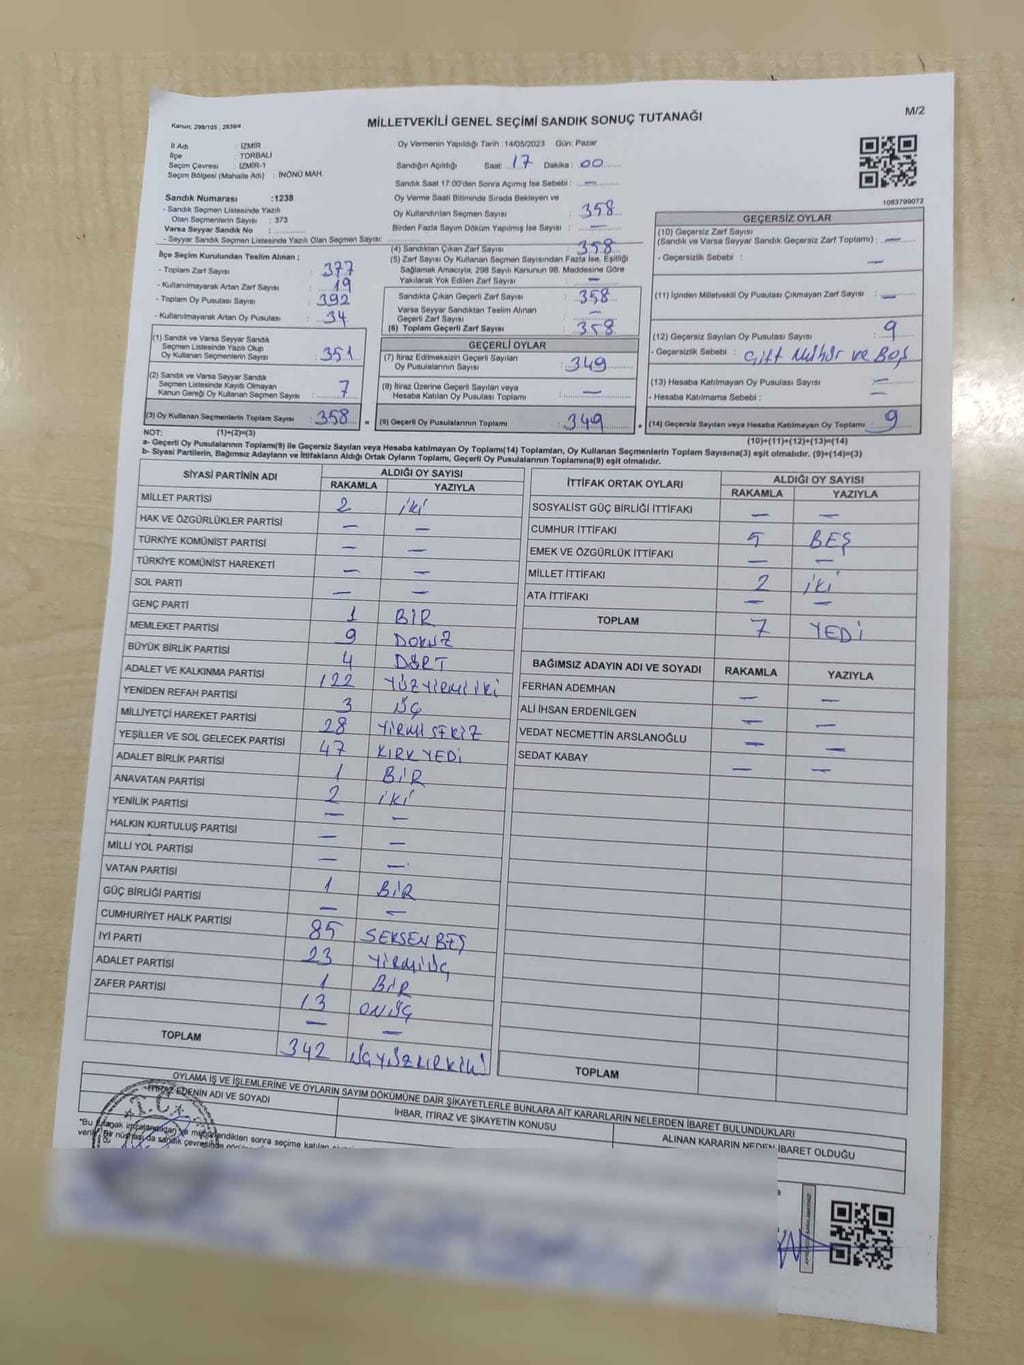 M/2
Kanun; 298/105 ; 2839/4
MİLLETVEKİLİ GENEL SEÇİMİ SANDIK SONUÇ TUTANAĞI
İl Adı : İZMİR
İlçe : TORBALI
Seçim Çevresi : İZMİR-1
Seçim Bölgesi (Mahalle Adı) : İNÖNÜ MAH.
Oy Vermenin Yapıldığı Tarih 14/05/2023 Gün: Pazar
Sandığın Açıldığı Saat 17 Dakika : 00
Sandık Saat 17:00'den Sonra Açımış İse Sebebi : —
Oy Verme Saati Bitiminde Sırada Bekleyen ve
Oy Kullandırılan Seçmen Sayısı 358
Birden Fazla Sayım Döküm Yapılmış İse Sayısı : —
1083799072
Sandık Numarası :1238
- Sandık Seçmen Listesinde Yazılı
Olan Seçmenlerin Sayısı : 373
Varsa Seyyar Sandık No :
- Seyyar Sandık Seçmen Listesinde Yazılı Olan Seçmen Sayısı:
İlçe Seçim Kurulundan Teslim Alınan ;
- Toplam Zarf Sayısı : 377
- Kullanılmayarak Artan Zarf Sayısı : 19
- Toplam Oy Pusulası Sayısı : 392
- Kullanılmayarak Artan Oy Pusulası : 34
(1) Sandık ve Varsa Seyyar Sandık
Seçmen Listesinde Yazılı Olup
Oy Kullanan Seçmenlerin Sayısı : 351
(2) Sandık ve Varsa Seyyar Sandık
Seçmen Listesinde Kayıtlı Olmayan
Kanun Gereği Oy Kullanan Seçmen Sayısı : 7
(3) Oy Kullanan Seçmenlerin Toplam Sayısı : 358
(4) Sandıktan Çıkan Zarf Sayısı : 358
(5) Zarf Sayısı Oy Kullanan Seçmen Sayısından Fazla İse, Eşitliği
Sağlamak Amacıyla; 298 Sayılı Kanunun 98. Maddesine Göre
Yakılarak Yok Edilen Zarf Sayısı : —
Sandıkta Çıkan Geçerli Zarf Sayısı : 358
Varsa Seyyar Sandıktan Teslim Alınan
Geçerli Zarf Sayısı : —
(6) Toplam Geçerli Zarf Sayısı : 358
GEÇERLİ OYLAR
(7) İtiraz Edilmeksizin Geçerli Sayılan
Oy Pusulalarının Sayısı : 349
(8) İtiraz Üzerine Geçerli Sayılan veya
Hesaba Katılan Oy Pusulası Toplamı : —
(9) Geçerli Oy Pusulalarının Toplamı : 349
GEÇERSİZ OYLAR
(10) Geçersiz Zarf Sayısı
(Sandık ve Varsa Seyyar Sandık Geçersiz Zarf Toplamı) : —
- Geçersizlik Sebebi : —
(11) İçinden Milletvekili Oy Pusulası Çıkmayan Zarf Sayısı : —
(12) Geçersiz Sayılan Oy Pusulası Sayısı : 9
- Geçersizlik Sebebi : Çift Mühür ve Boş
(13) Hesaba Katılmayan Oy Pusulası Sayısı : —
- Hesaba Katılmama Sebebi : —
(14) Geçersiz Sayılan veya Hesaba Katılmayan Oy Toplamı : 9
NOT: (1)+(2)=(3) (10)+(11)+(12)+(13)=(14)
a- Geçerli Oy Pusulalarının Toplamı(9) ile Geçersiz Sayılan veya Hesaba katılmayan Oy Toplamı(14) Toplamları, Oy Kullanan Seçmenlerin Toplam Sayısına(3) eşit olmalıdır. (9)+(14)=(3)
b- Siyasi Partilerin, Bağımsız Adayların ve İttifakların Aldığı Ortak Oyların Toplamı, Geçerli Oy Pusulalarının Toplamına(9) eşit olmalıdır.
SİYASİ PARTİNİN ADI ALDIĞI OY SAYISI
RAKAMLA YAZIYLA
MİLLET PARTİSİ 2 İKİ
HAK VE ÖZGÜRLÜKLER PARTİSİ — —
TÜRKİYE KOMÜNİST PARTİSİ — —
TÜRKİYE KOMÜNİST HAREKETİ — —
SOL PARTİ — —
GENÇ PARTİ 1 BİR
MEMLEKET PARTİSİ 9 DOKUZ
BÜYÜK BİRLİK PARTİSİ 4 DÖRT
ADALET VE KALKINMA PARTİSİ 122 YÜZ YİRMİ İKİ
YENİDEN REFAH PARTİSİ 3 ÜÇ
MİLLİYETÇİ HAREKET PARTİSİ 28 YİRMİ SEKİZ
YEŞİLLER VE SOL GELECEK PARTİSİ 47 KIRK YEDİ
ADALET BİRLİK PARTİSİ 1 BİR
ANAVATAN PARTİSİ 2 İKİ
YENİLİK PARTİSİ — —
HALKIN KURTULUŞ PARTİSİ — —
MİLLİ YOL PARTİSİ — —
VATAN PARTİSİ 1 BİR
GÜÇ BİRLİĞİ PARTİSİ — —
CUMHURİYET HALK PARTİSİ 85 SEKSEN BEŞ
İYİ PARTİ 23 YİRMİ ÜÇ
ADALET PARTİSİ 1 BİR
ZAFER PARTİSİ 13 ON ÜÇ
— —
TOPLAM 342 ÜÇYÜZKIRKİKİ
İTTİFAK ORTAK OYLARI ALDIĞI OY SAYISI
RAKAMLA YAZIYLA
SOSYALİST GÜÇ BİRLİĞİ İTTİFAKI — —
CUMHUR İTTİFAKI 5 BEŞ
EMEK VE ÖZGÜRLÜK İTTİFAKI — —
MİLLET İTTİFAKI 2 İKİ
ATA İTTİFAKI — —
TOPLAM 7 YEDİ
BAĞIMSIZ ADAYIN ADI VE SOYADI RAKAMLA YAZIYLA
FERHAN ADEMHAN — —
ALİ İHSAN ERDENİLGEN — —
VEDAT NECMETTİN ARSLANOĞLU — —
SEDAT KABAY — —
TOPLAM
OYLAMA İŞ VE İŞLEMLERİNE VE OYLARIN SAYIM DÖKÜMÜNE DAİR ŞİKAYETLERLE BUNLARA AİT KARARLARIN NELERDEN İBARET BULUNDUKLARI
İTİRAZ EDENİN ADI VE SOYADI İHBAR, İTİRAZ VE ŞİKAYETİN KONUSU ALINAN KARARIN NEDEN İBARET OLDUĞU
T.C.